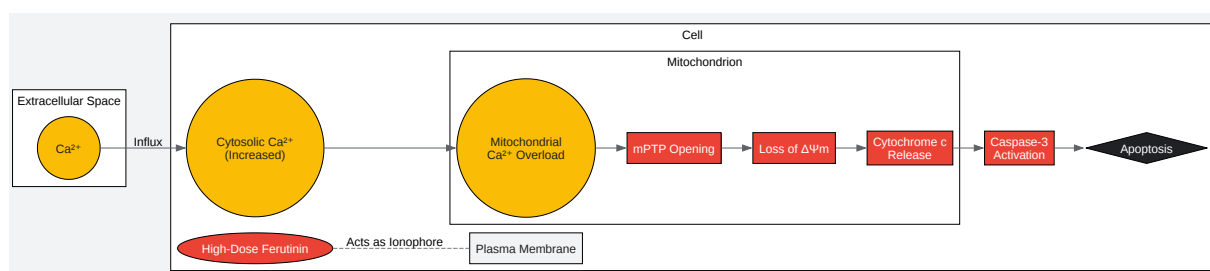 Cell
Mitochondrion
Extracellular Space
Ca²⁺
Influx
Cytosolic Ca²⁺
(Increased)
Mitochondrial
Ca²⁺ Overload
mPTP Opening
Loss of ΔΨm
Cytochrome c
Release
Caspase-3
Activation
Apoptosis
High-Dose Ferutinin
Acts as Ionophore
Plasma Membrane